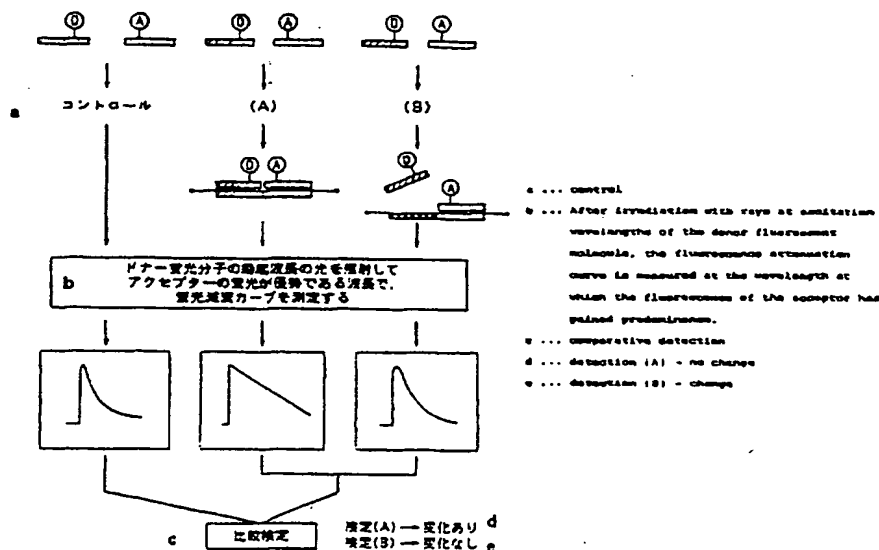 D A D A D A
a コントロール (A) (B)
D A
D
A
b ドナー蛍光分子の励起波長の光を照射して
アクセプターの蛍光が優勢である波長で、
蛍光減衰カーブを測定する
c 比較検定
検定(A) → 変化あり d
検定(B) → 変化なし e
a ... control
b ... After irradiation with rays at exitation
wavelengths of the donor fluorescent
molecule, the fluorescence attenuation
curve is measured at the wavelength at
which the fluorescence of the acceptor has
gained predominance.
c ... comparative detection
d ... detection (A) - no change
e ... detection (B) - change